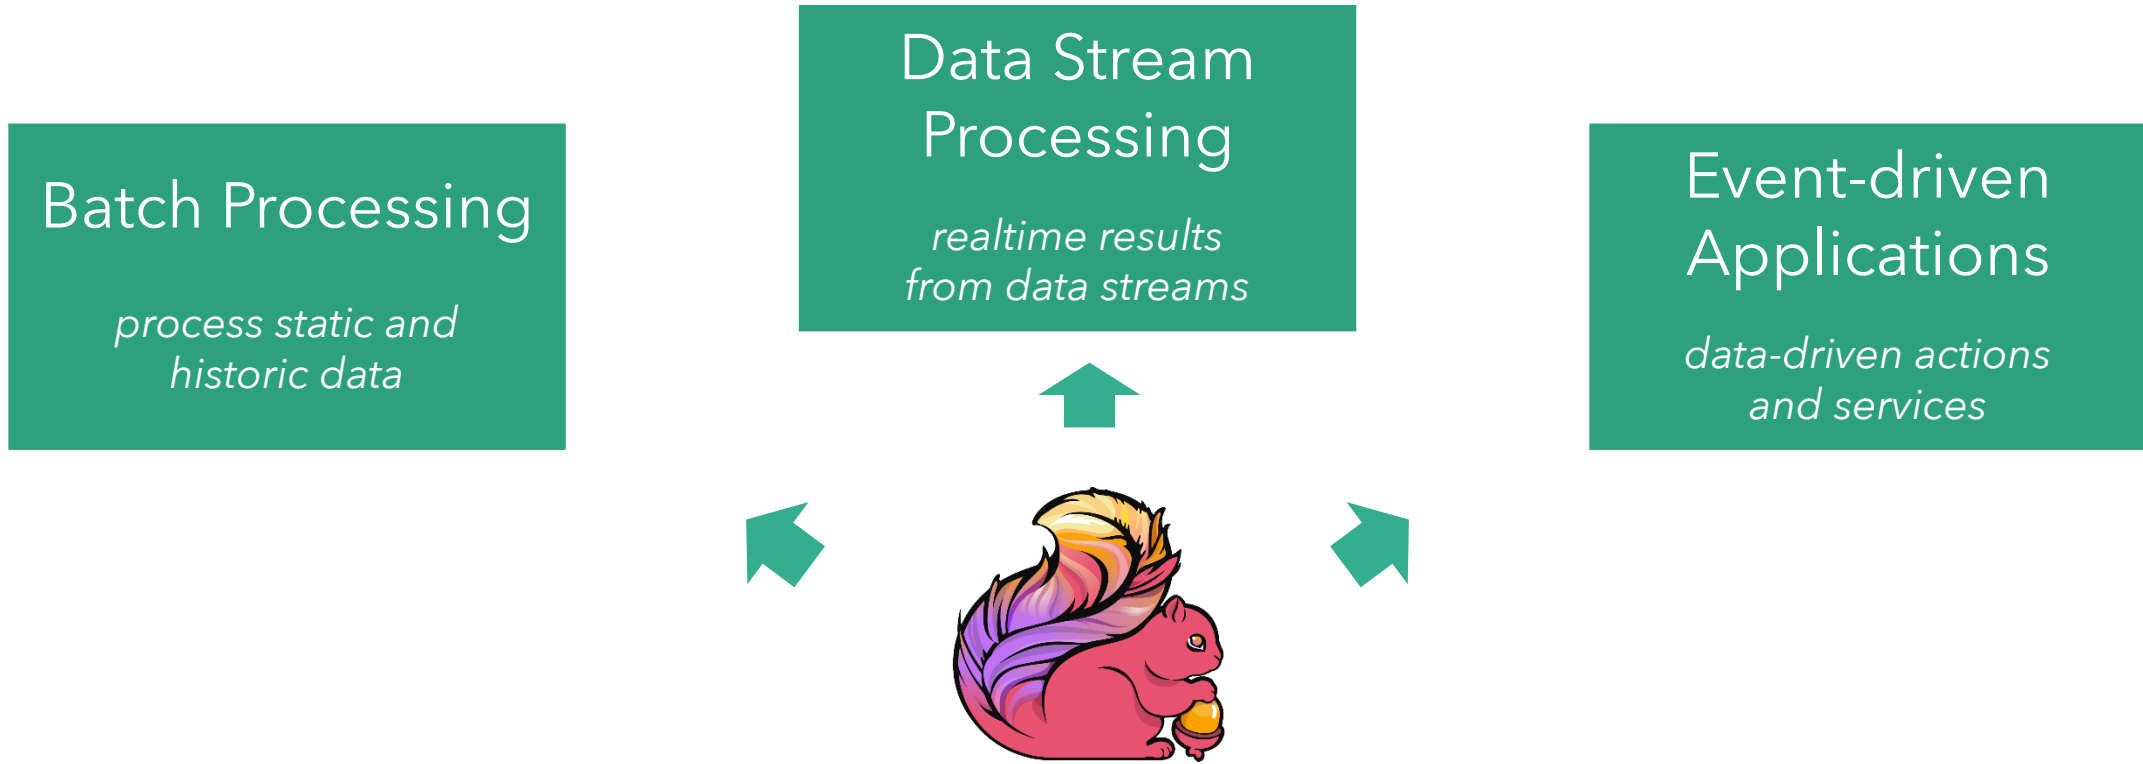 Batch Processing
process static and
historic data
Data Stream
Processing
realtime results
from data streams
Event-driven
Applications
data-driven actions
and services